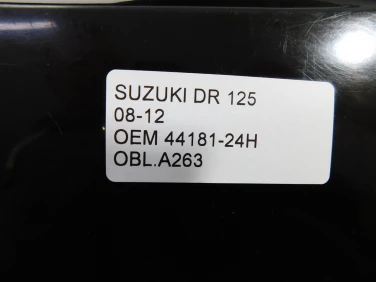 SUZUKI DR 125
08-12
OEM 44181-24H
OBL.A263